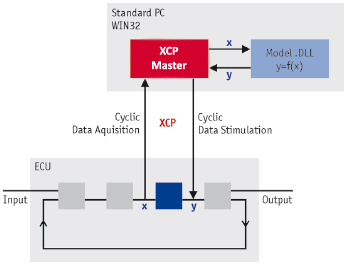 Standard PC
WIN32
XCP
Master
x
y
Model.DLL
y=f(x)
Cyclic
Data Aquisition
XCP
Cyclic
Data Stimulation
ECU
Input
x
y
Output